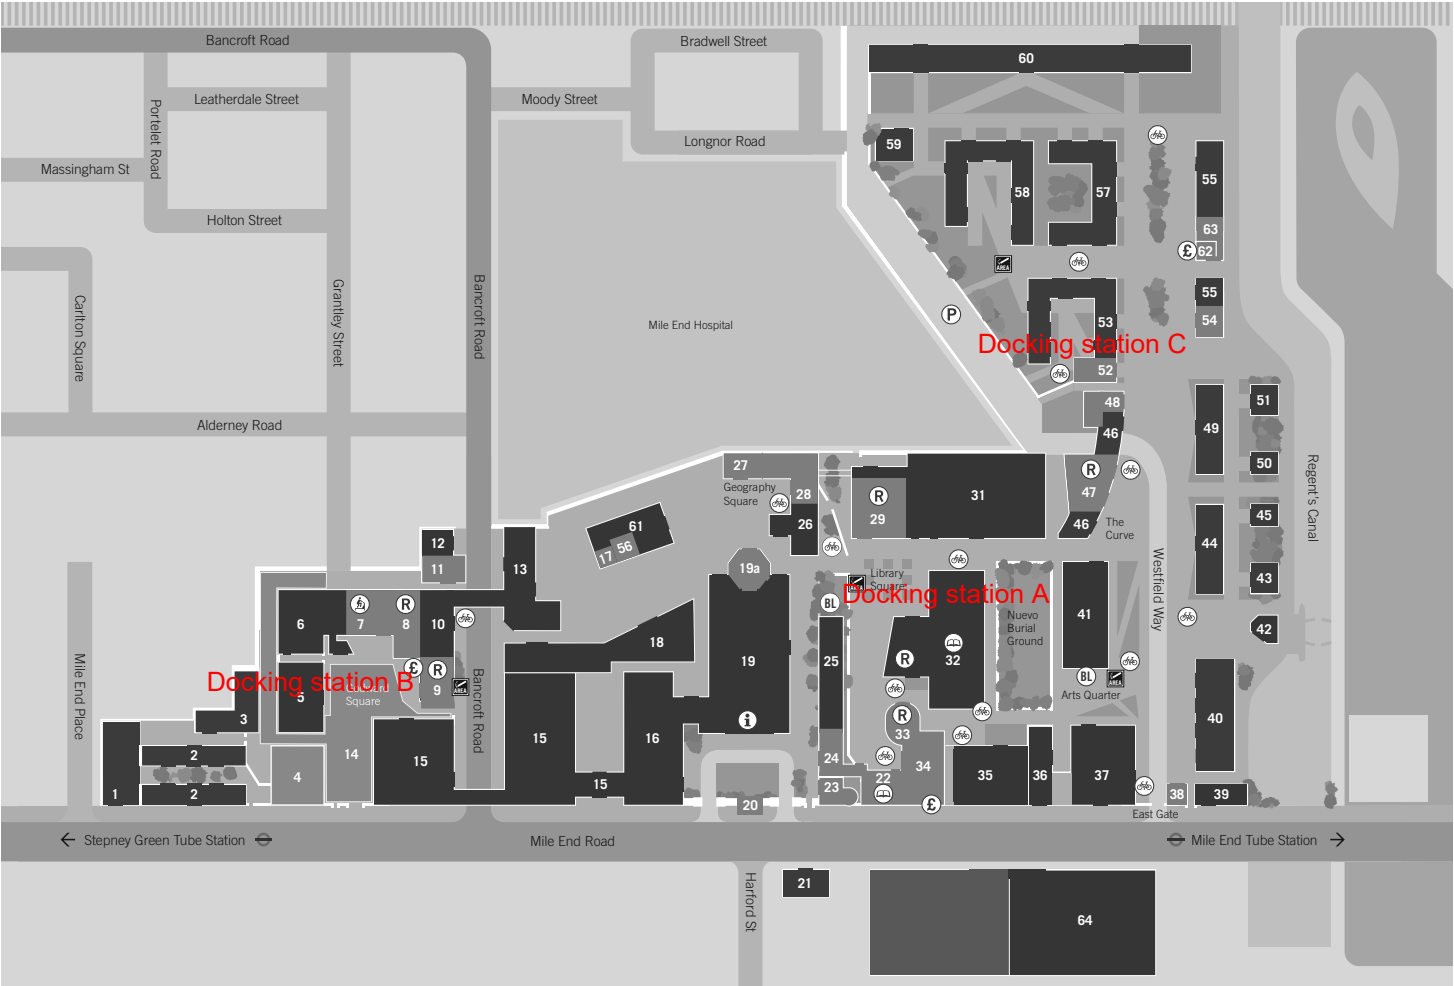 Bancroft Road
Bradwell Street
60
Leatherdale Street
Moody Street
Portelet Road
Longnor Road
59
Massingham St
55
58
57
Holton Street
63
£
62
AREA
Carlton Square
Grantley Street
Bancroft Road
55
P
Mile End Hospital
53
54
Docking station C
52
48
51
49
Alderney Road
46
50
27
R
Geography
Square
28
R
47
31
Regent's Canal
29
45
26
46
The
Curve
61
12
56
17
44
11
13
19a
Library
Square
AREA
43
Westfield Way
Docking station A
BL
R
7
8
6
10
41
Nuevo
Burial
Ground
42
18
32
R
19
25
£
R
BL
AREA
Docking station B
9
AREA
5
Square
Arts Quarter
Mile End Place
Bancroft Road
3
R
40
i
33
15
16
2
14
24
15
34
35
36
37
4
22
15
23
1
2
38
39
20
£
East Gate
Stepney Green Tube Station
Mile End Road
Mile End Tube Station
21
Harford St
64